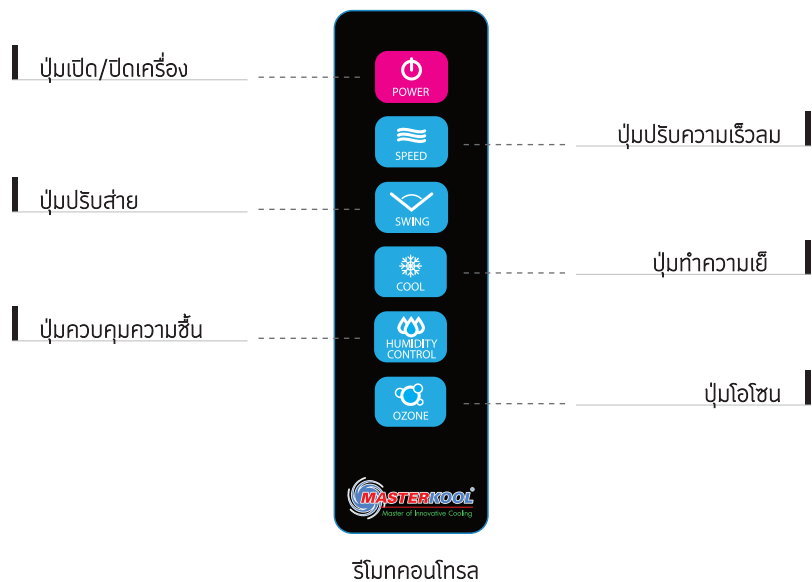 ปุ่มเปิด/ปิดเครื่อง
POWER
ปุ่มปรับความเร็วลม
SPEED
ปุ่มปรับส่าย
SWING
ปุ่มทำความเย็
COOL
ปุ่มควบคุมความชื้น
HUMIDITY
CONTROL
ปุ่มโอโซน
OZONE
MASTERKOOL®
Master of Innovative Cooling
รีโมทคอนโทรล